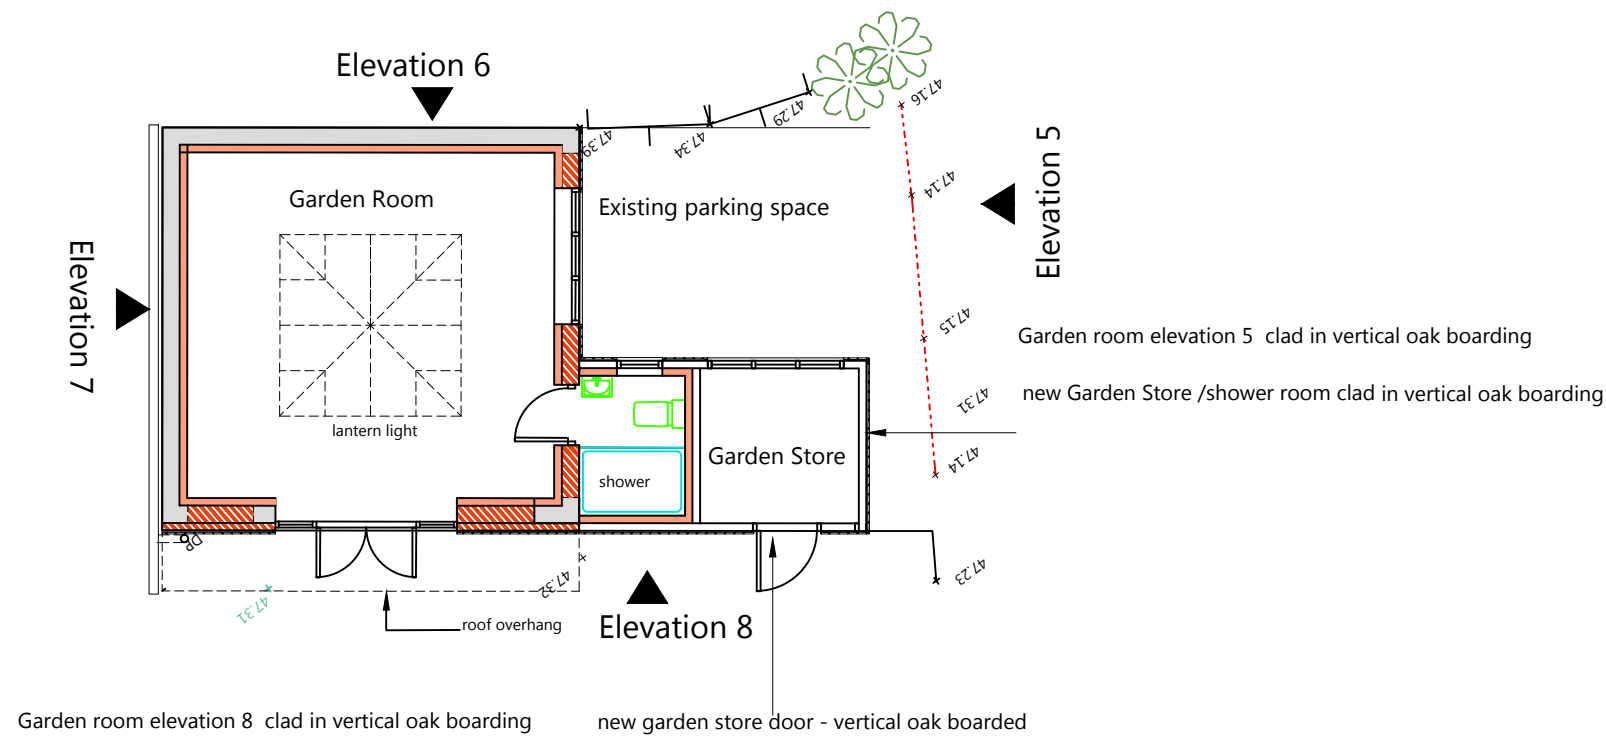 Elevation 6
47.16
47.29
47.39
47.34
Elevation 5
47.14
Garden Room
Existing parking space
Elevation 7
47.15
Garden room elevation 5  clad in vertical oak boarding
new Garden Store /shower room clad in vertical oak boarding
47.31
lantern light
Garden Store
47.14
shower
DP
47.32
47.23
47.31
roof overhang
Elevation 8
Garden room elevation 8  clad in vertical oak boarding
new garden store door - vertical oak boarded